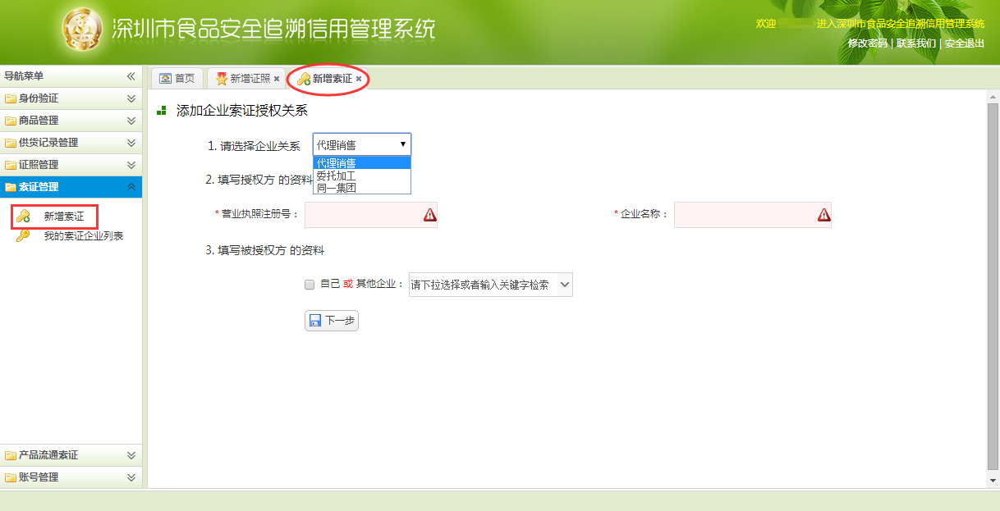 深圳市食品安全追溯信用管理系统
欢迎 进入深圳市食品安全追溯信用管理系统
修改密码 | 联系我们 | 安全退出
导航菜单
身份验证
商品管理
供货记录管理
证照管理
索证管理
新增索证
我的索证企业列表
产品流通索证
账号管理
首页 新增证照 新增索证
添加企业索证授权关系
1. 请选择企业关系 代理销售
代理销售
委托加工
同一集团
2. 填写授权方 的资料
* 营业执照注册号： * 企业名称：
3. 填写被授权方 的资料
自己 或 其他企业： 请下拉选择或者输入关键字检索
下一步